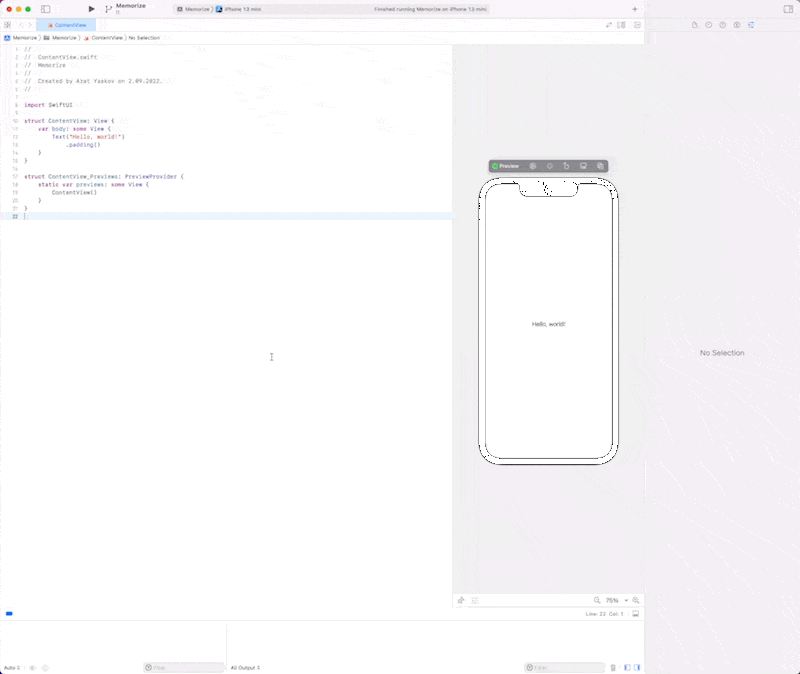 Memorize
Memorize
iPhone 13 mini
Finished running Memorize on iPhone 13 mini
ContentView
Memorize
Memorize
ContentView
No Selection
1 //
2 // ContentView.swift
3 // Memorize
4 //
5 // Created by Azat Yaakov on 2.09.2022.
6 //
7
8 import SwiftUI
9
10 struct ContentView: View {
11 var body: some View {
12 Text("Hello, world!")
13 .padding()
14 }
15 }
16
17 struct ContentView_Previews: PreviewProvider {
18 static var previews: some View {
19 ContentView()
20 }
21 }
22
Preview
Hello, world!
No Selection
75%
Line: 22 Col: 1
Auto
Filter
All Output
Filter